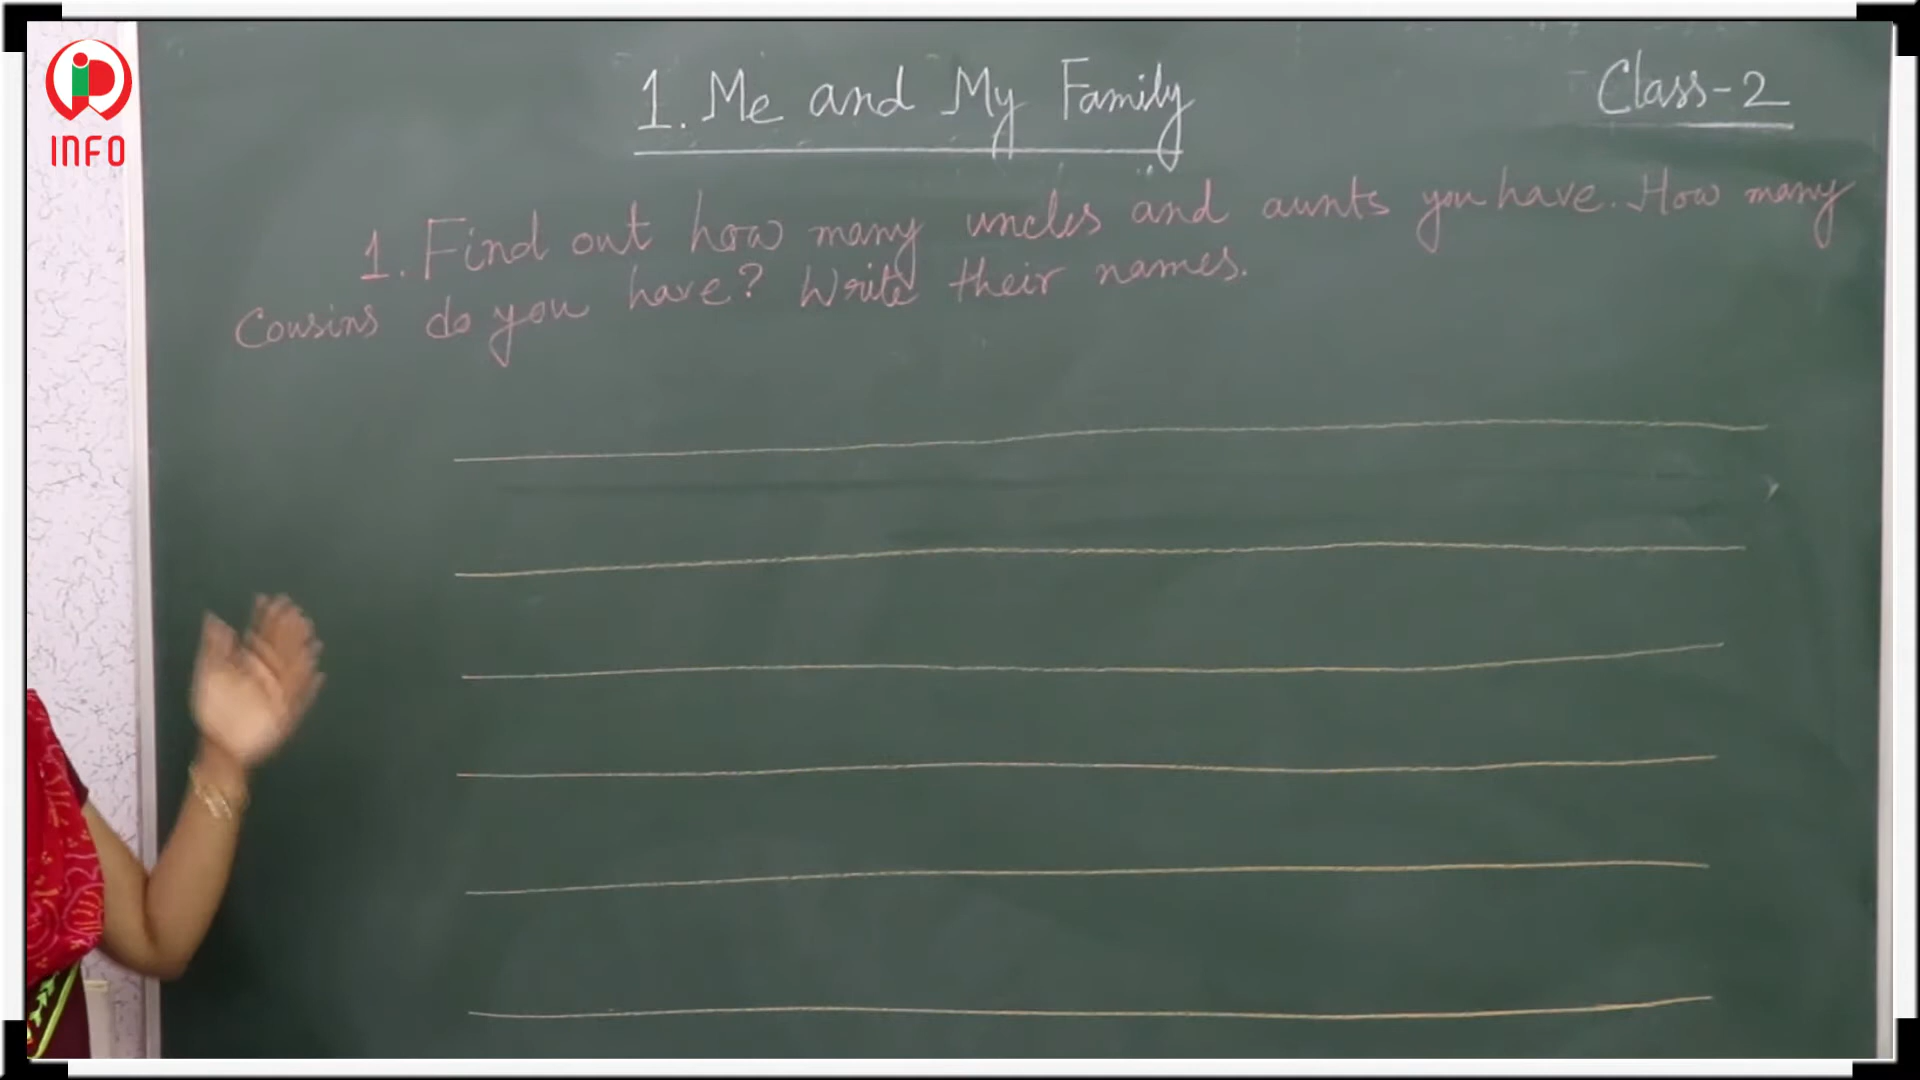 INFO
1. Me and My Family
Class-2
1. Find out how many uncles and aunts you have. How many
Cousins do you have? Write their names.